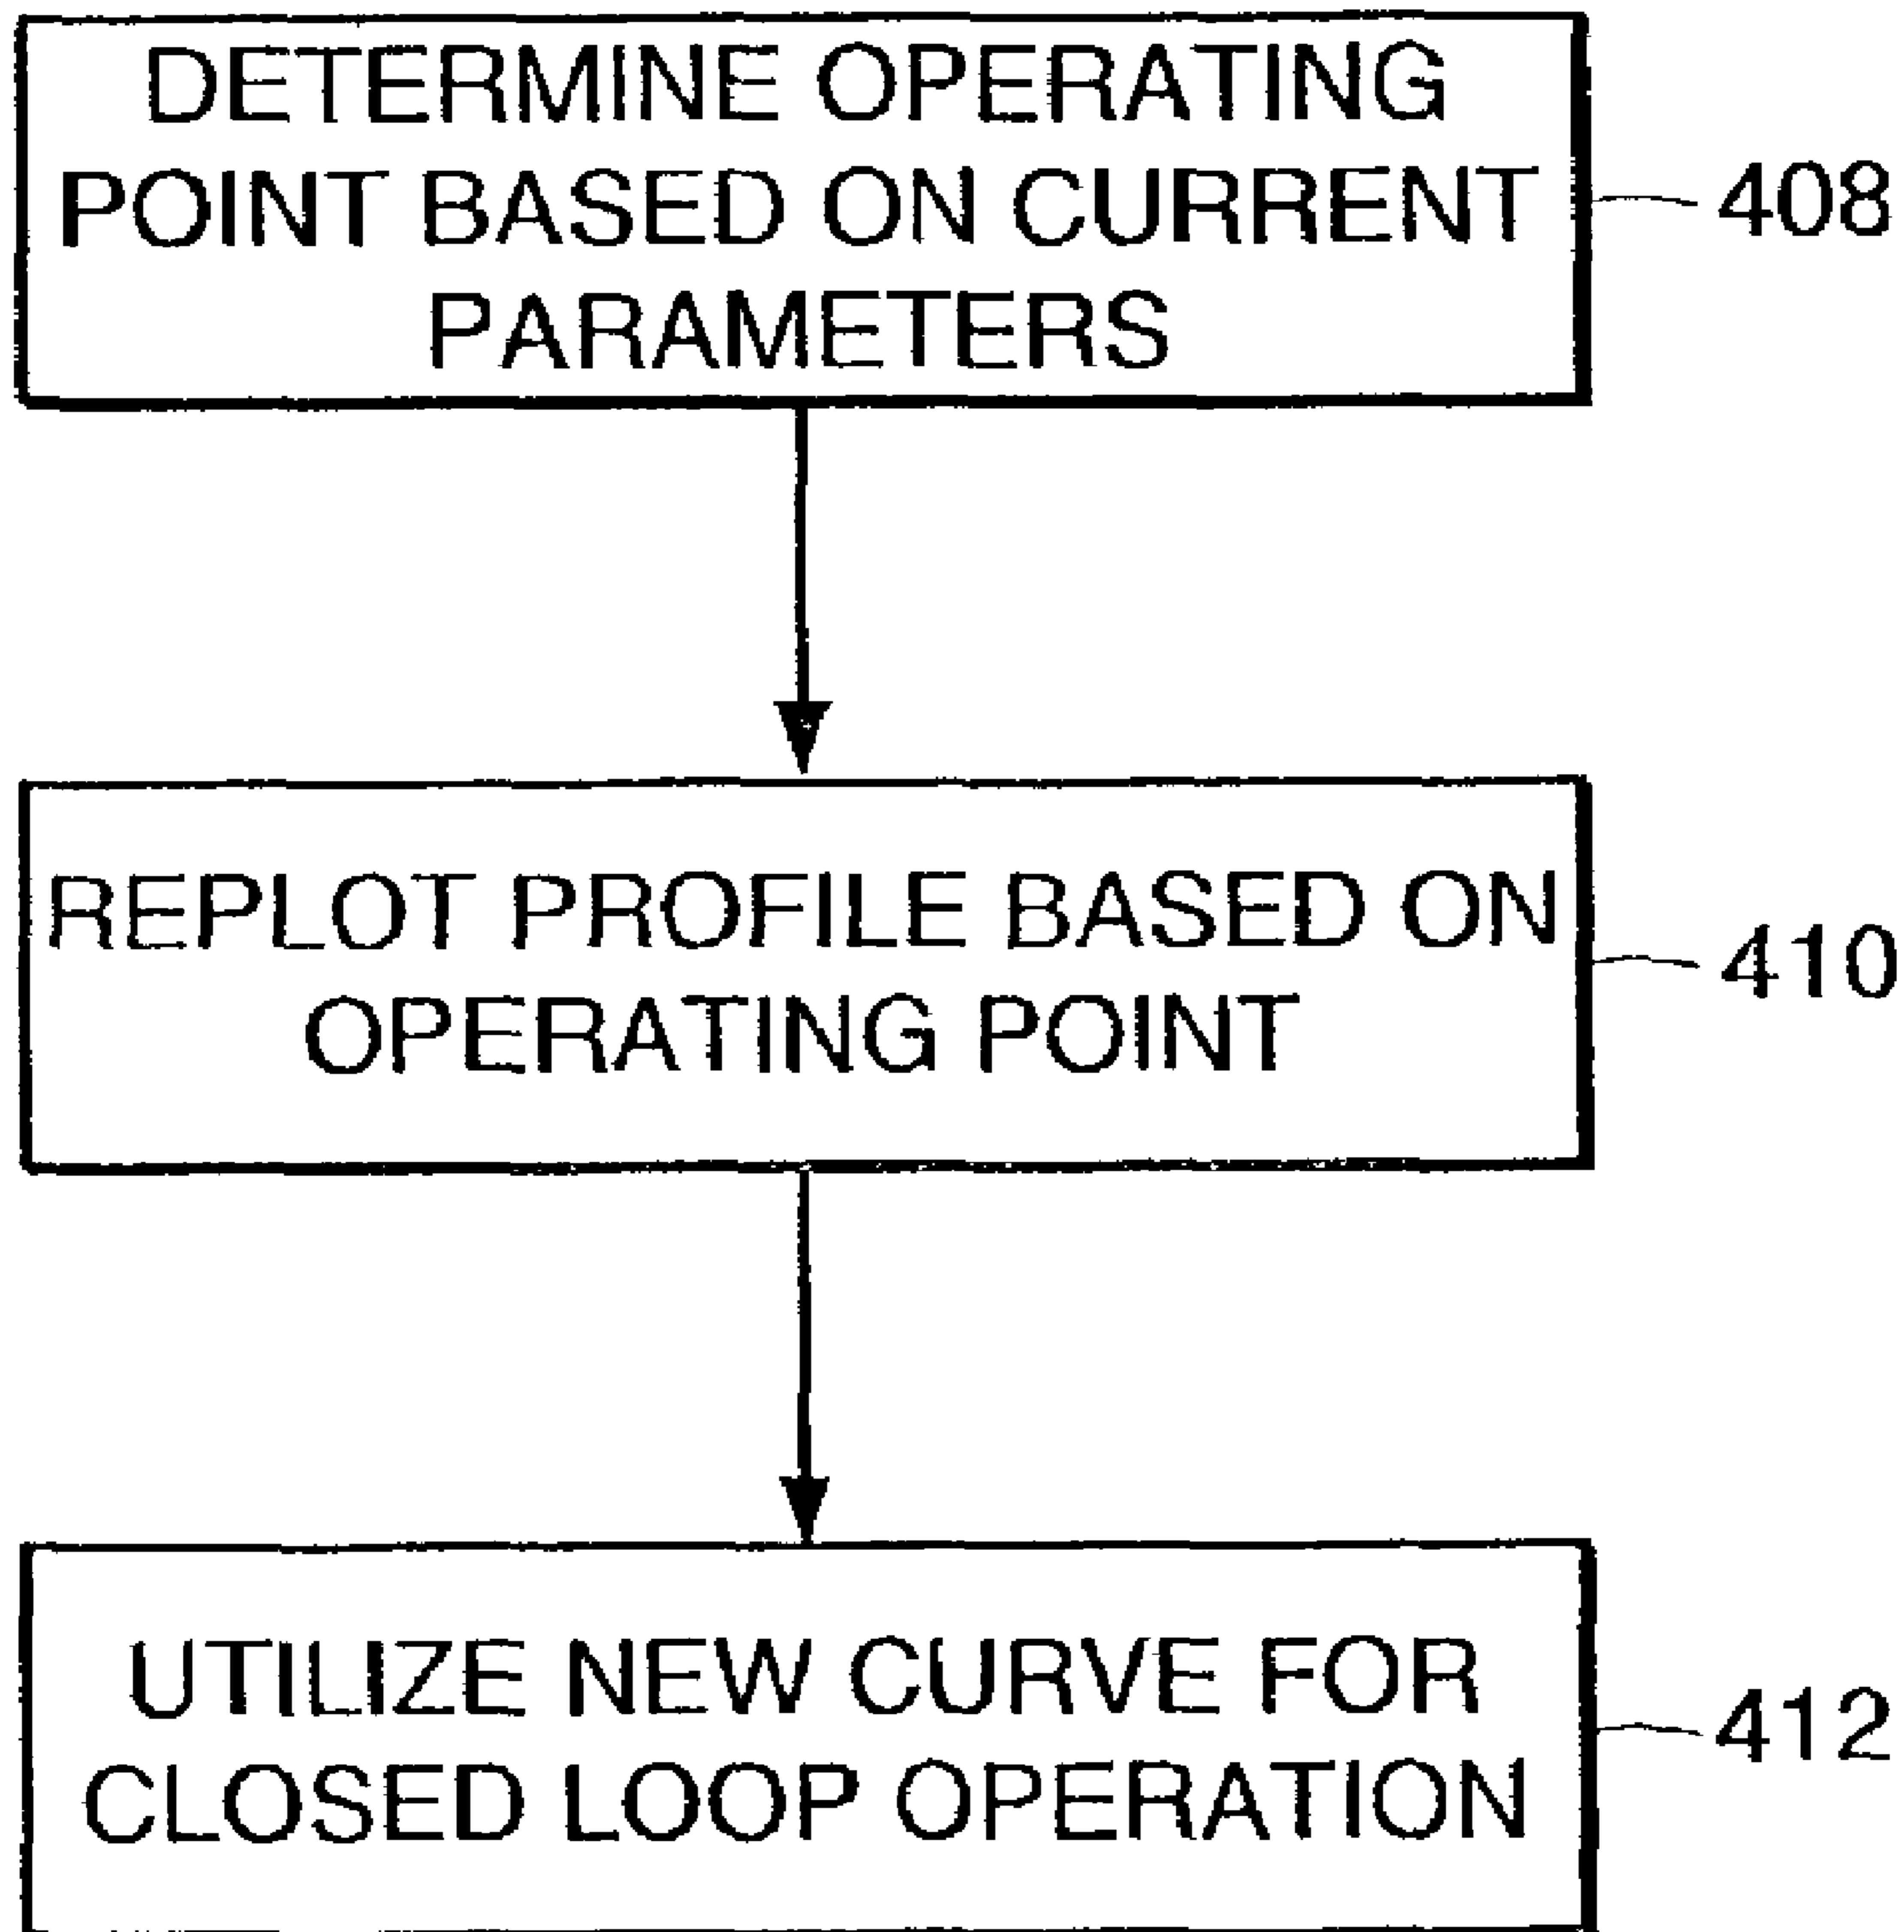 DETERMINE OPERATING
POINT BASED ON CURRENT
PARAMETERS
408
REPLOT PROFILE BASED ON
OPERATING POINT
410
UTILIZE NEW CURVE FOR
CLOSED LOOP OPERATION
412